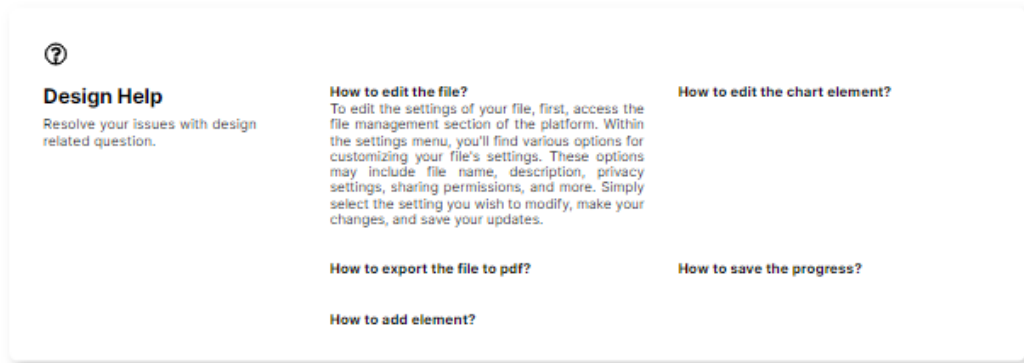 Design Help
Resolve your issues with design
related question.
How to edit the file?
To edit the settings of your file, first, access the
file management section of the platform. Within
the settings menu, you'll find various options for
customizing your file's settings. These options
may include file name, description, privacy
settings, sharing permissions, and more. Simply
select the setting you wish to modify, make your
changes, and save your updates.
How to edit the chart element?
How to export the file to pdf?
How to save the progress?
How to add element?